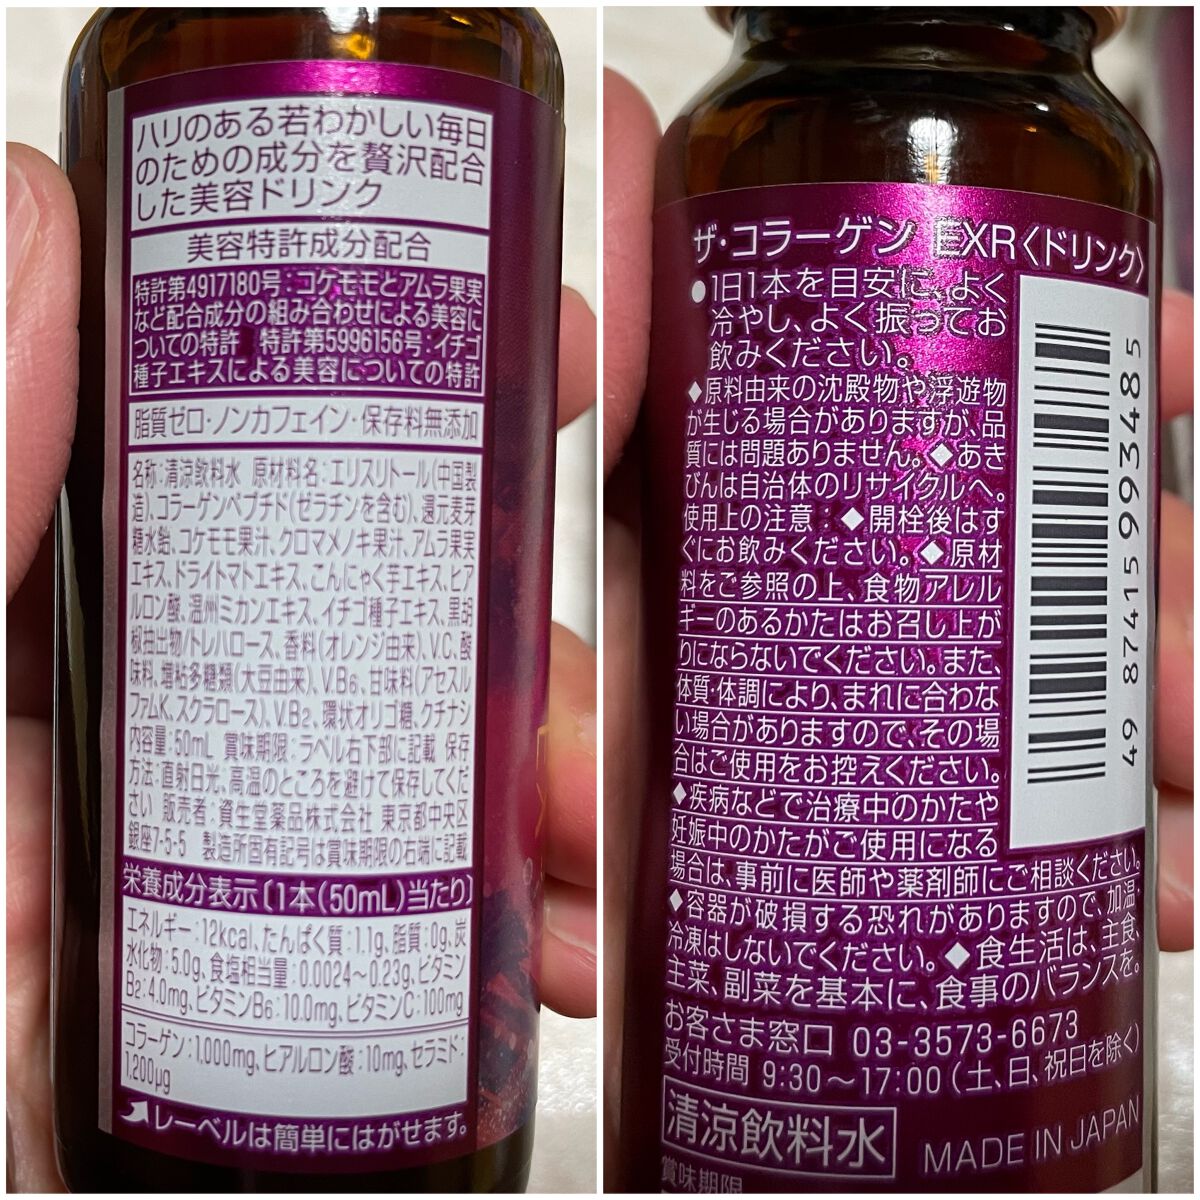 ハリのある若わかしい毎日
のための成分を贅沢配合
した美容ドリンク
美容特許成分配合
特許第4917180号:コケモモとアムラ果実
など配合成分の組み合わせによる美容に
ついての特許 特許第5996156号:イチゴ
種子エキスによる美容についての特許
脂質ゼロ・ノンカフェイン・保存料無添加
名称:清涼飲料水 原材料名:エリスリトール(中国製
造)、コラーゲンペプチド(ゼラチンを含む)、還元麦芽
糖水飴、コケモモ果汁、クロマメノキ果汁、アムラ果実
エキス、ドライトマトエキス、こんにゃく芋エキス、ヒア
ルロン酸、温州ミカンエキス、イチゴ種子エキス、黒胡
椒抽出物/トレハロース、香料(オレンジ由来)、V.C、酸
味料、増粘多糖類(大豆由来)、V.B6、甘味料(アセスル
ファムK、スクラロース)、V.B2、環状オリゴ糖、クチナシ
内容量:50mL 賞味期限:ラベル右下部に記載 保存
方法:直射日光、高温のところを避けて保存してくだ
さい 販売者:資生堂薬品株式会社 東京都中央区
銀座7-5-5 製造所固有記号は賞味期限の右端に記載
栄養成分表示〔1本(50mL)当たり〕
エネルギー:12kcal、たんぱく質:1.1g、脂質:0g、炭
水化物:5.0g、食塩相当量:0.0024～0.23g、ビタミン
B2:4.0mg、ビタミンB6:10.0mg、ビタミンC:100mg
コラーゲン:1,000mg、ヒアルロン酸:10mg、セラミド:
1,200μg
レーベルは簡単にはがせます。
ザ・コラーゲン EXR〈ドリンク〉
●1日1本を目安に、よく
冷やし、よく振ってお
飲みください。
◆原料由来の沈殿物や浮遊物
が生じる場合がありますが、品
質には問題ありません。◆あき
びんは自治体のリサイクルへ。
使用上の注意:◆開栓後はす
ぐにお飲みください。◆原材
料をご参照の上、食物アレル
ギーのあるかたはお召し上が
りにならないでください。また、
体質・体調により、まれに合わな
い場合がありますので、その場
合はご使用をお控えください。
◆疾病などで治療中のかたや
妊娠中のかたがご使用になる
場合は、事前に医師や薬剤師にご相談ください。
◆容器が破損する恐れがありますので、加温・
冷凍はしないでください。◆食生活は、主食、
主菜、副菜を基本に、食事のバランスを。
お客さま窓口 03-3573-6673
受付時間 9:30～17:00(土、日、祝日を除く)
清涼飲料水 MADE IN JAPAN
賞味期限
49 87415 993485